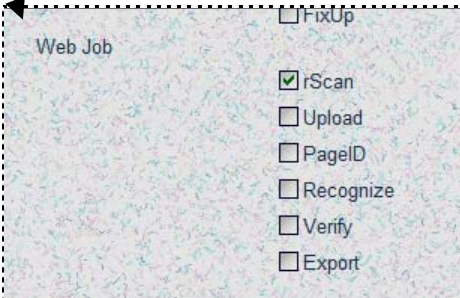 FixUp
Web Job
rScan
Upload
PageID
Recognize
Verify
Export